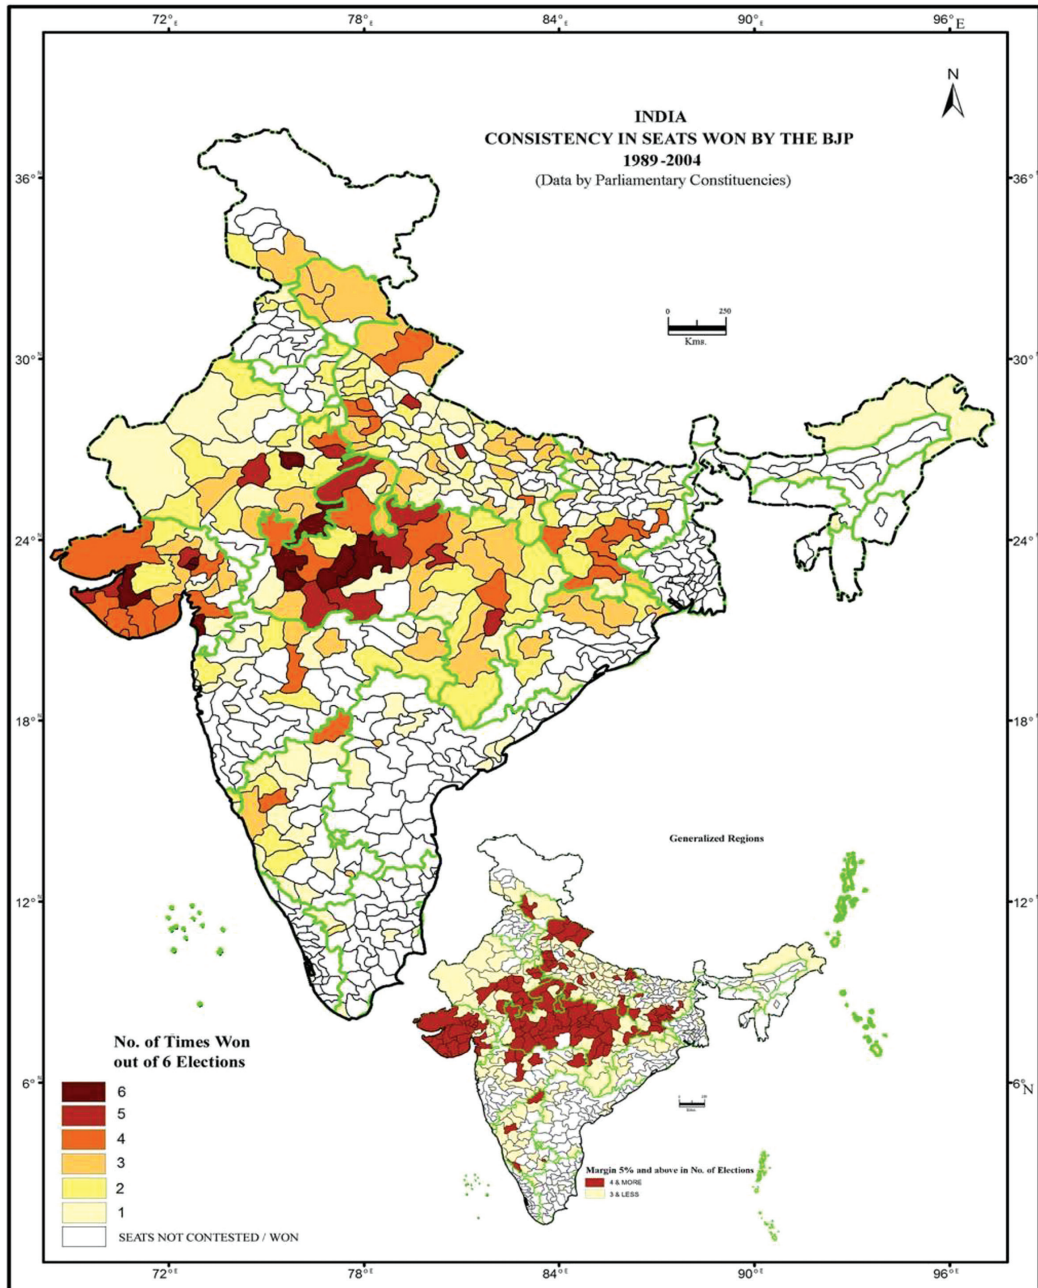 72°E 78°E 84°E 90°E 96°E
N
INDIA
CONSISTENCY IN SEATS WON BY THE BJP
1989-2004
(Data by Parliamentary Constituencies)
36° 36°
0 250
Kms.
30° 30°
24° 24°
18° 18°
Generalized Regions
12° 12°
No. of Times Won
out of 6 Elections
6° 6°N
6
5
4
3
2
1
SEATS NOT CONTESTED / WON
Margin 5% and above in No. of Elections
4 & MORE
3 & LESS
72°E 78°E 84°E 90°E 96°E